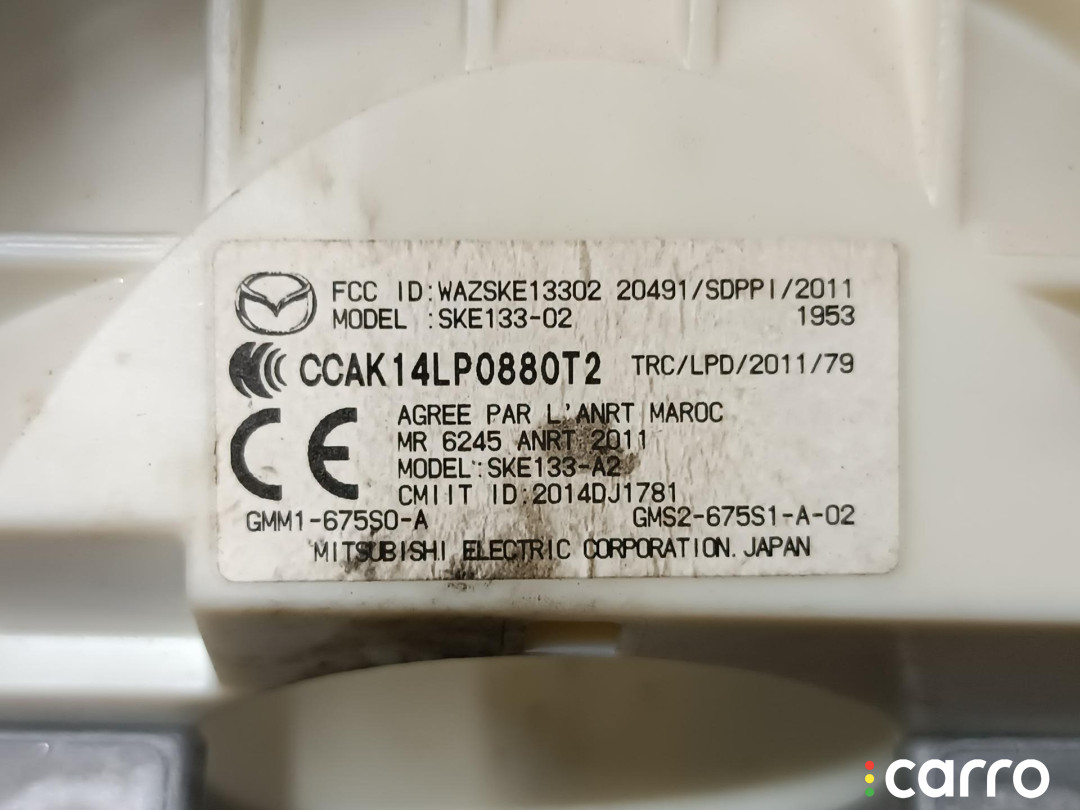 FCC ID:WAZSKE13302 20491/SDPPI/2011
MODEL :SKE133-02 1953
CCAK14LP0880T2 TRC/LPD/2011/79
CE AGREE PAR L'ANRT MAROC
MR 6245 ANRT 2011
MODEL:SKE133-A2
CMIIT ID:2014DJ1781
GMM1-675S0-A GMS2-675S1-A-02
MITSUBISHI ELECTRIC CORPORATION. JAPAN
carro